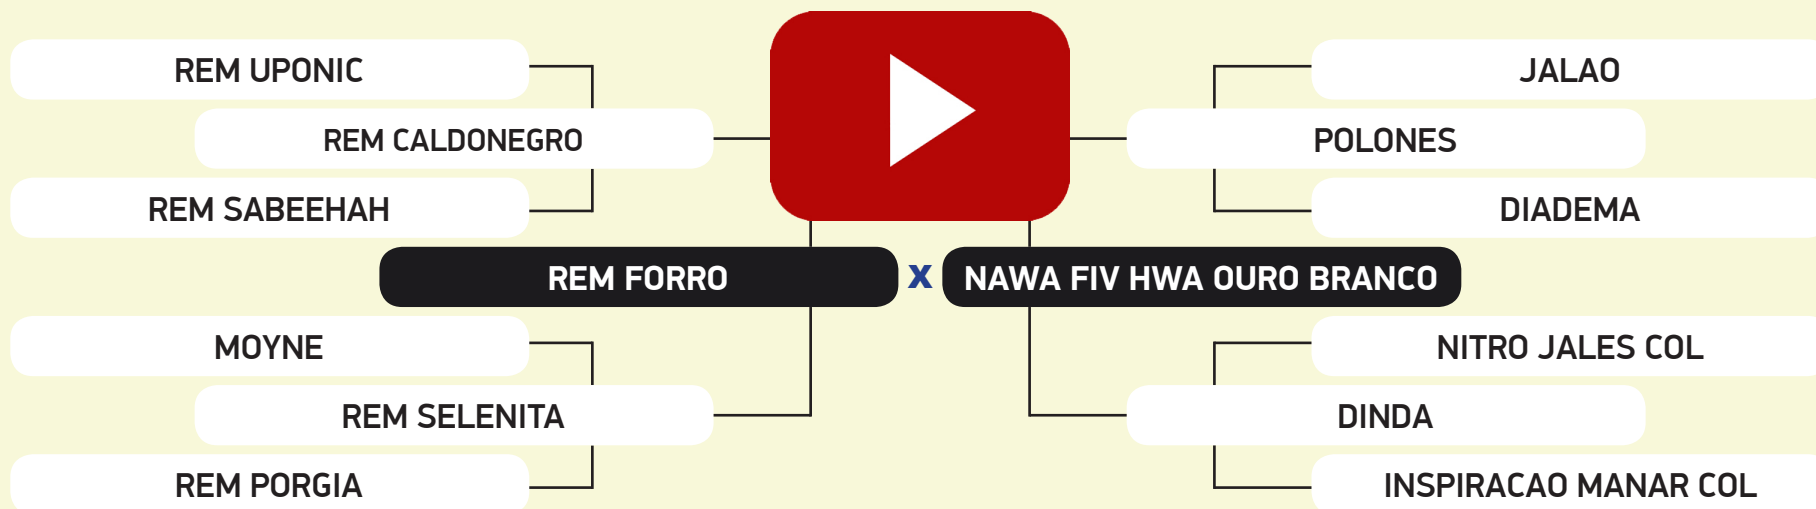 REM UPONIC
JALAO
REM CALDONEGRO
POLONES
REM SABEEHAH
DIADEMA
REM FORRO x NAWA FIV HWA OURO BRANCO
MOYNE
NITRO JALES COL
REM SELENITA
DINDA
REM PORGIA
INSPIRACAO MANAR COL